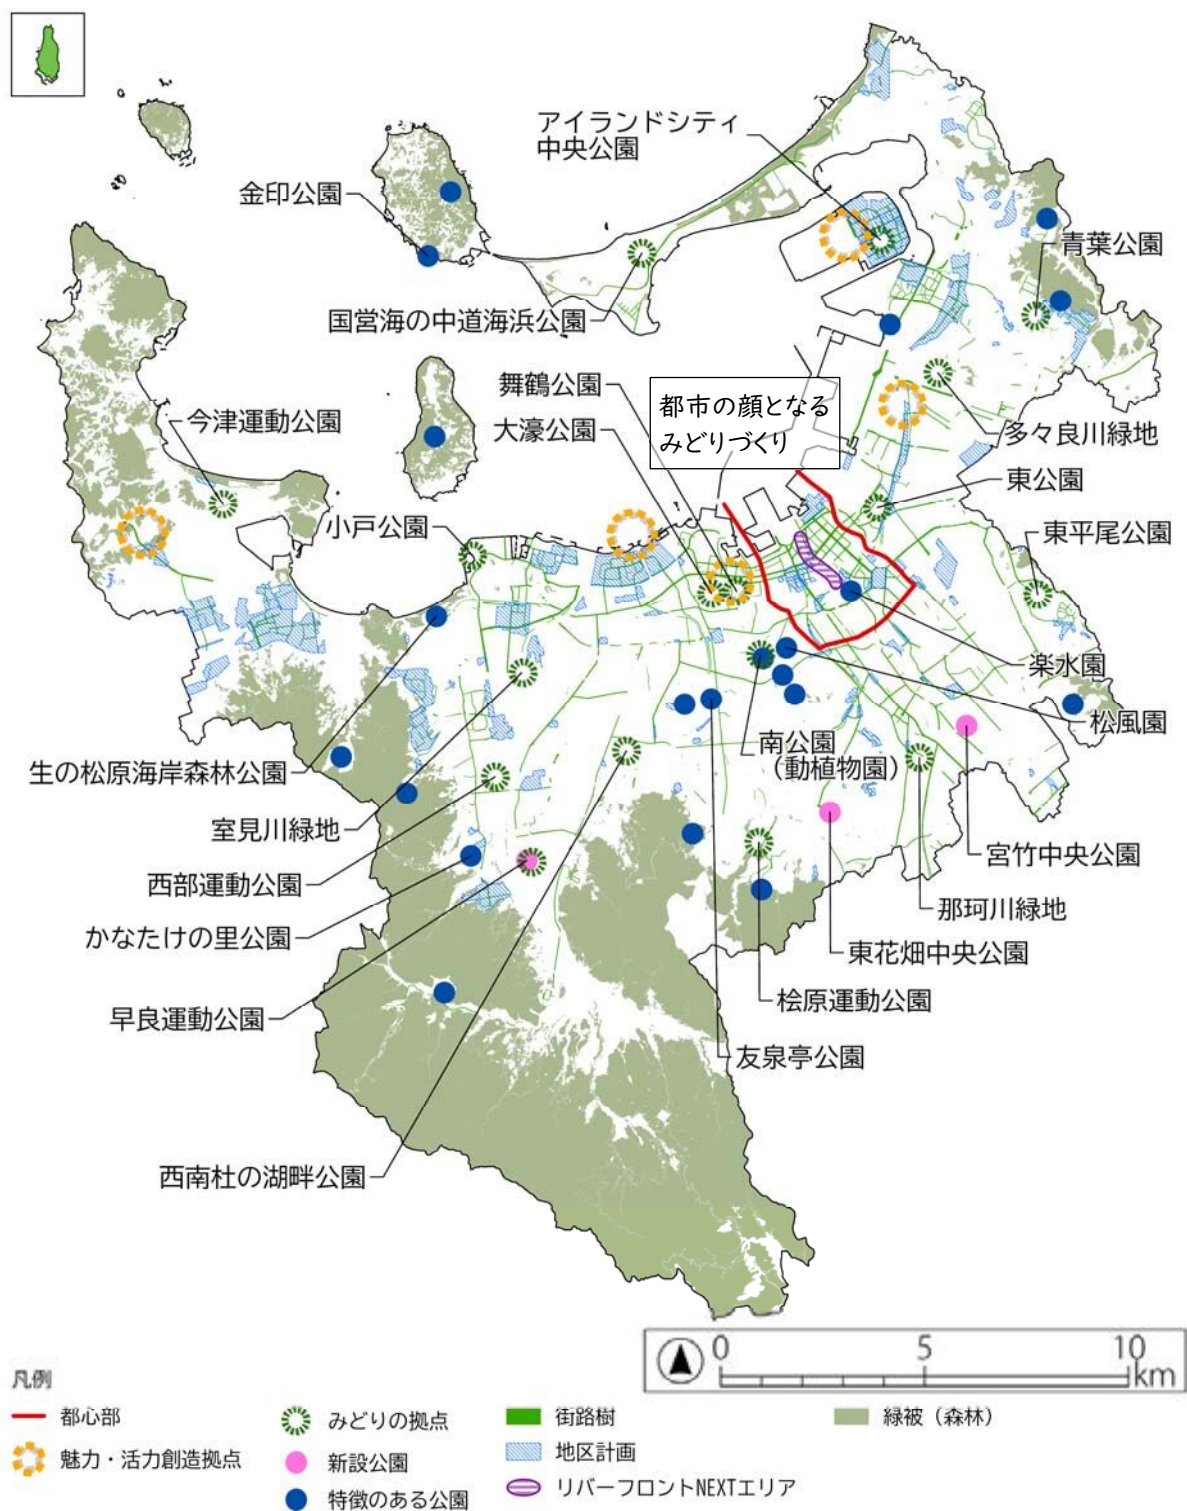 アイランドシティ
中央公園
金印公園
青葉公園
国営海の中道海浜公園
舞鶴公園
都市の顔となる
みどりづくり
大濠公園
今津運動公園
多々良川緑地
東公園
小戸公園
東平尾公園
楽水園
松風園
南公園
（動植物園）
生の松原海岸森林公園
室見川緑地
宮竹中央公園
西部運動公園
那珂川緑地
かなたけの里公園
東花畑中央公園
桧原運動公園
早良運動公園
友泉亭公園
西南杜の湖畔公園
0 5 10
km
凡例
都心部
みどりの拠点
街路樹
緑被（森林）
魅力・活力創造拠点
新設公園
地区計画
特徴のある公園
リバーフロントNEXTエリア